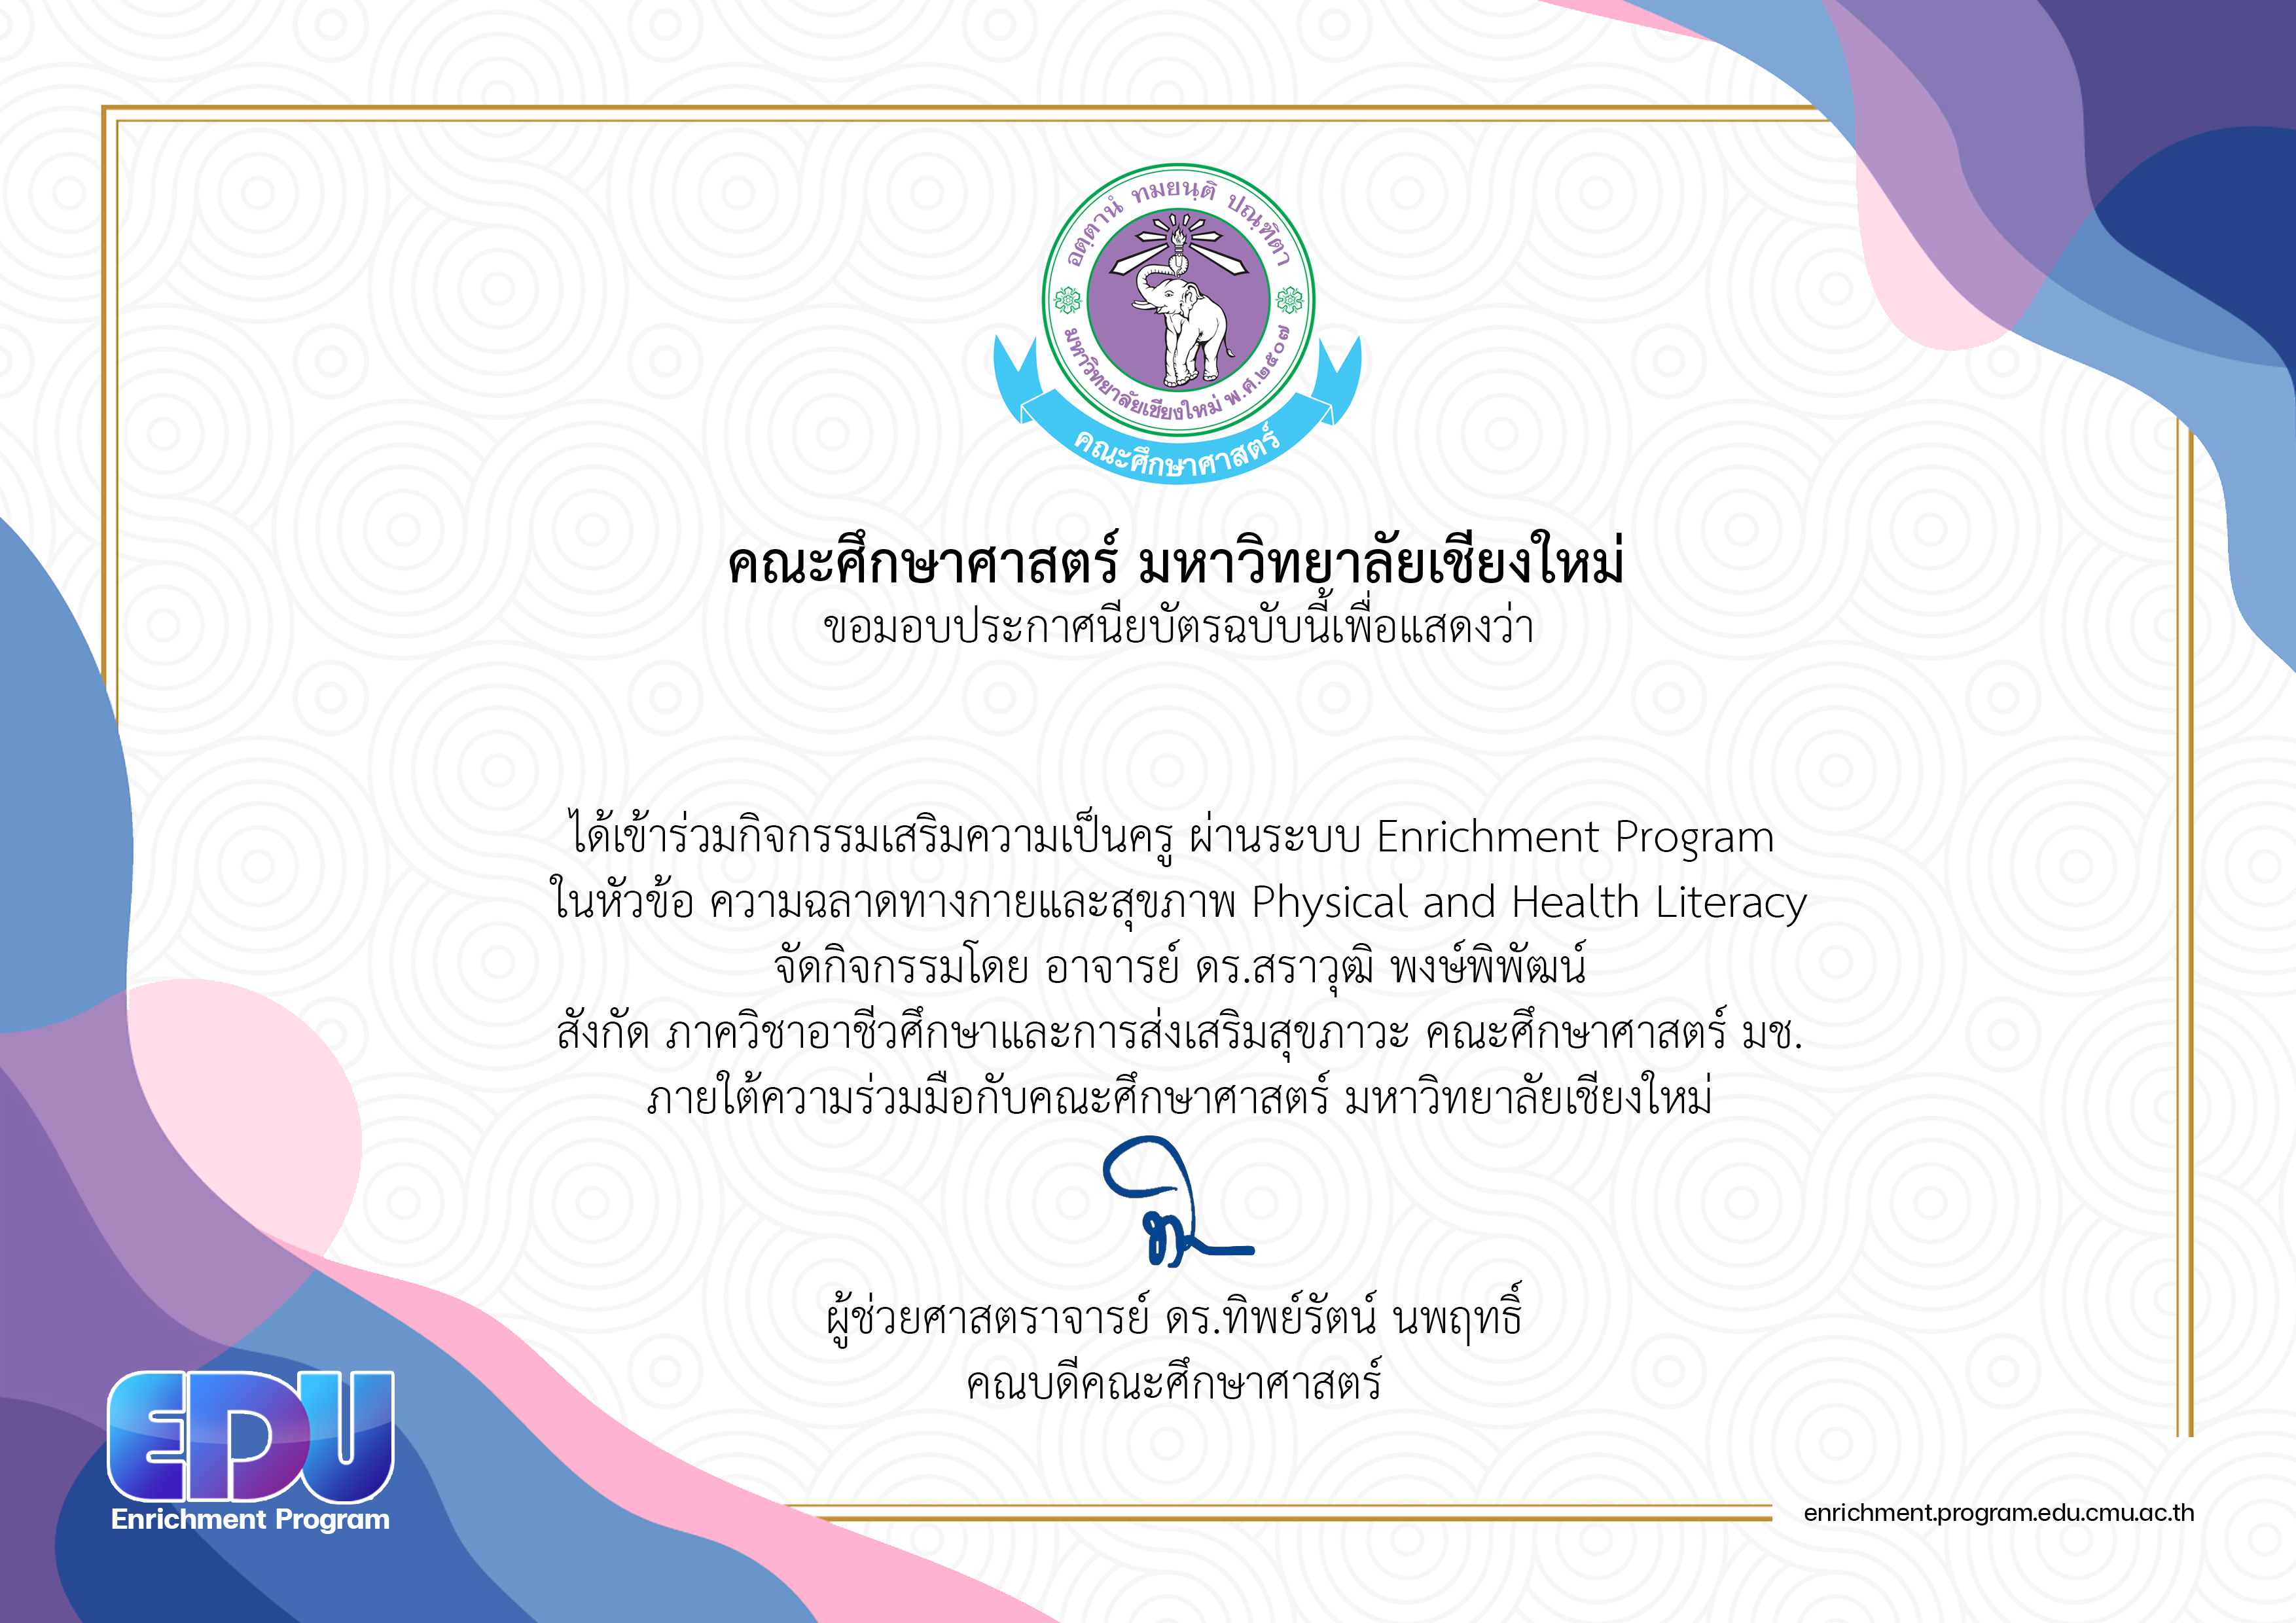 อตฺตานํ ทมยนฺติ ปณฺฑิตา
มหาวิทยาลัยเชียงใหม่ พ.ศ.๒๕๐๗
คณะศึกษาศาสตร์
คณะศึกษาศาสตร์ มหาวิทยาลัยเชียงใหม่
ขอมอบประกาศนียบัตรฉบับนี้เพื่อแสดงว่า
ได้เข้าร่วมกิจกรรมเสริมความเป็นครู ผ่านระบบ Enrichment Program
ในหัวข้อ ความฉลาดทางกายและสุขภาพ Physical and Health Literacy
จัดกิจกรรมโดย อาจารย์ ดร.สราวุฒิ พงษ์พิพัฒน์
สังกัด ภาควิชาอาชีวศึกษาและการส่งเสริมสุขภาวะ คณะศึกษาศาสตร์ มช.
ภายใต้ความร่วมมือกับคณะศึกษาศาสตร์ มหาวิทยาลัยเชียงใหม่
ผู้ช่วยศาสตราจารย์ ดร.ทิพย์รัตน์ นพฤทธิ์
คณบดีคณะศึกษาศาสตร์
EDU
Enrichment Program
enrichment.program.edu.cmu.ac.th